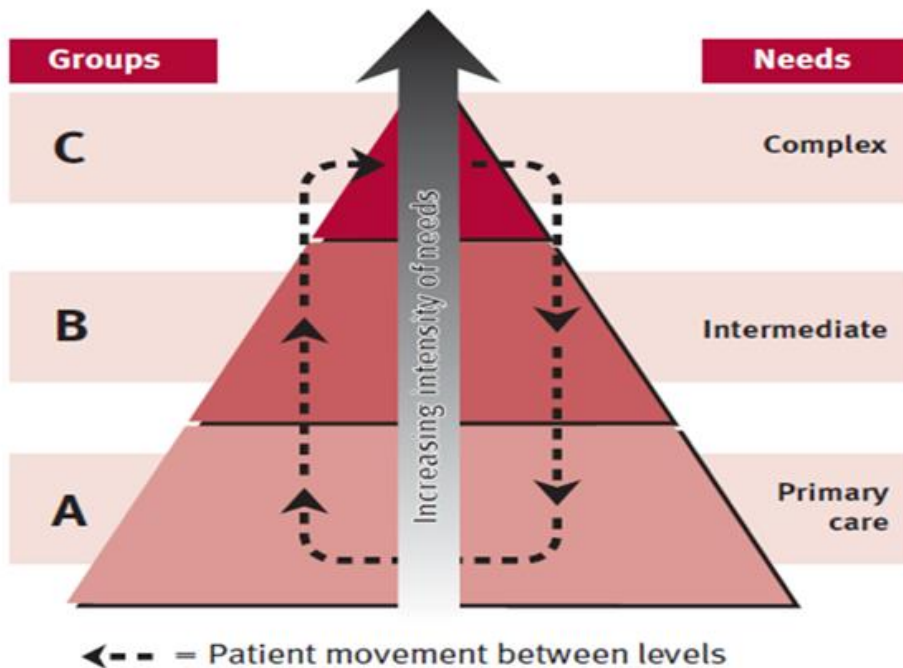 Groups
Needs
C
Complex
B
Intermediate
A
Primary
care
Increasing intensity of needs
= Patient movement between levels